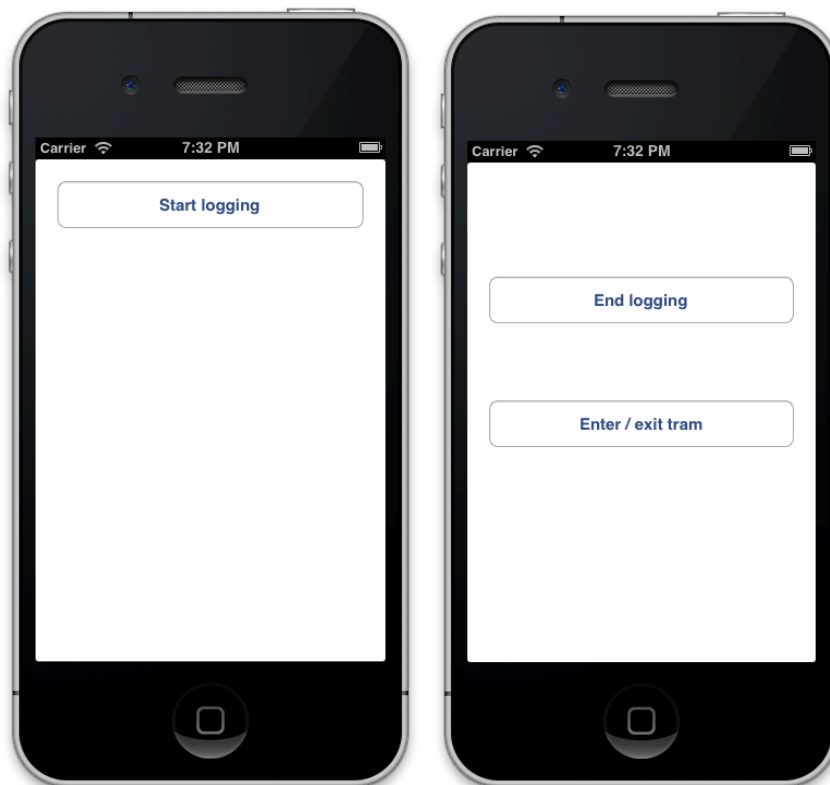 Carrier 7:32 PM
Start logging
Carrier 7:32 PM
End logging
Enter / exit tram